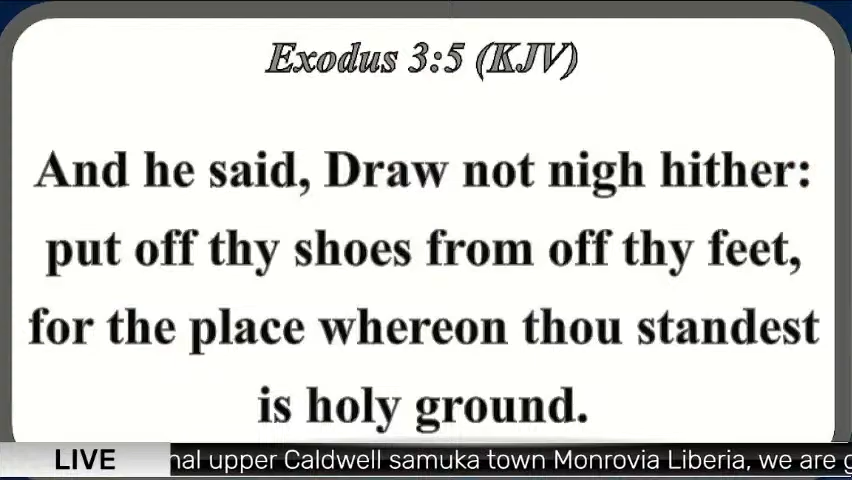 Exodus 3:5 (KJV)
And he said, Draw not nigh hither:
put off thy shoes from off thy feet,
for the place whereon thou standest
is holy ground.
LIVE
upper Caldwell samuka town Monrovia Liberia, we are